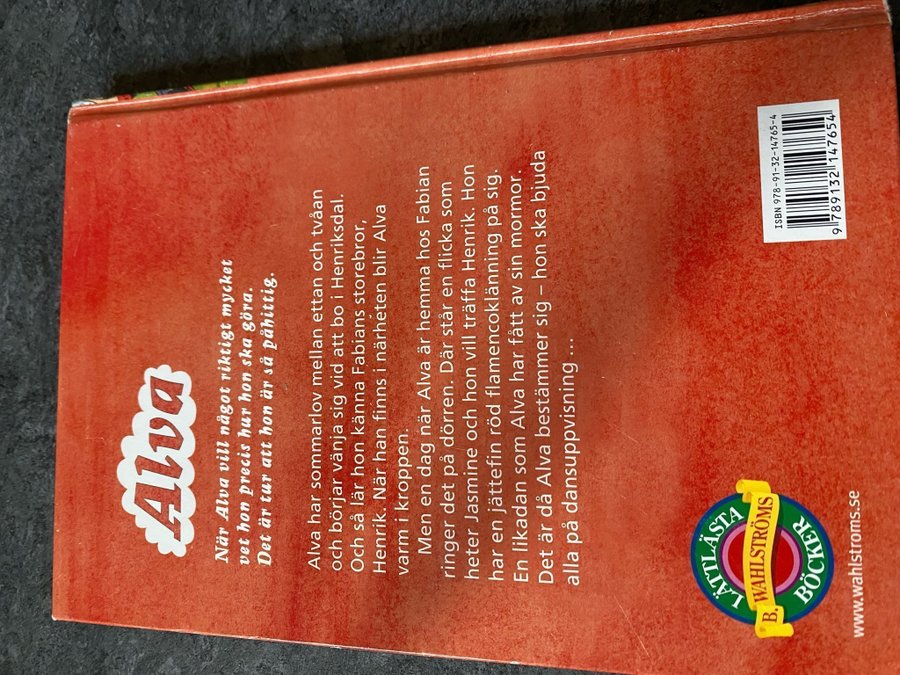 Alva
När Alva vill något riktigt mycket
vet hon precis hur hon ska göra.
Det är tur att hon är så påhittig.
Alva har sommarlov mellan ettan och tvåan
och börjar vänja sig vid att bo i Henriksdal.
Och så lär hon känna Fabians storebror,
Henrik. När han finns i närheten blir Alva
varm i kroppen.
Men en dag när Alva är hemma hos Fabian
ringer det på dörren. Där står en flicka som
heter Jasmine och hon vill träffa Henrik. Hon
har en jättefin röd flamencoklänning på sig.
En likadan som Alva har fått av sin mormor.
Det är då Alva bestämmer sig – hon ska bjuda
alla på dansuppvisning ...
LÄTTLÄSTA
B. WAHLSTRÖMS
BÖCKER
www.wahlstroms.se
ISBN 978-91-32-14765-4
9 789132 147654